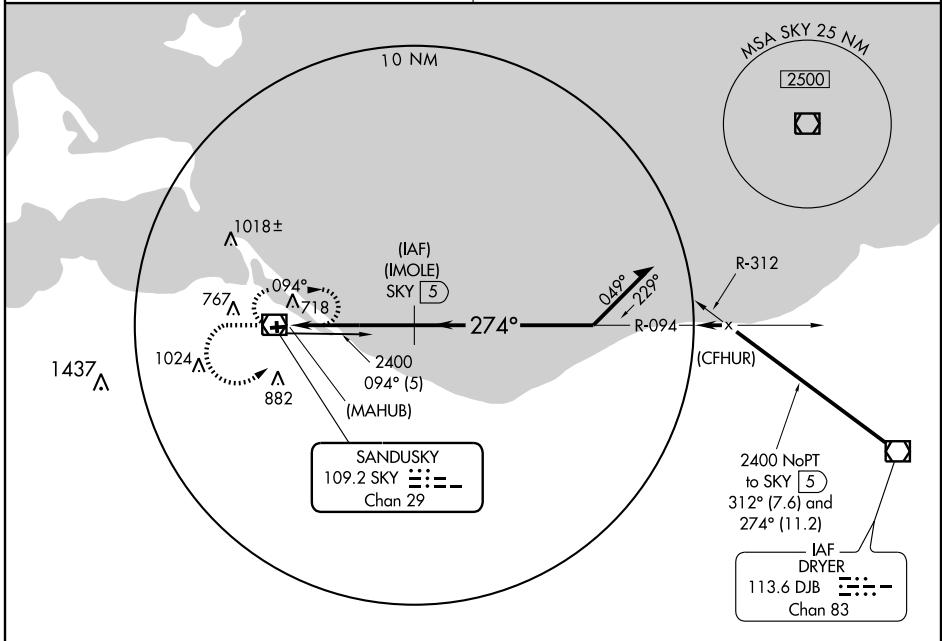 10 NM
MSA SKY 25 NM
2500
1018±
094°
767
718
1024
1437
882
(IAF)
(IMOLE)
SKY 5
274°
049°
229°
R-094
R-312
(CFHUR)
2400
094° (5)
(MAHUB)
SANDUSKY
109.2 SKY
Chan 29
2400 NoPT
to SKY 5
312° (7.6) and
274° (11.2)
IAF
DRYER
113.6 DJB
Chan 83